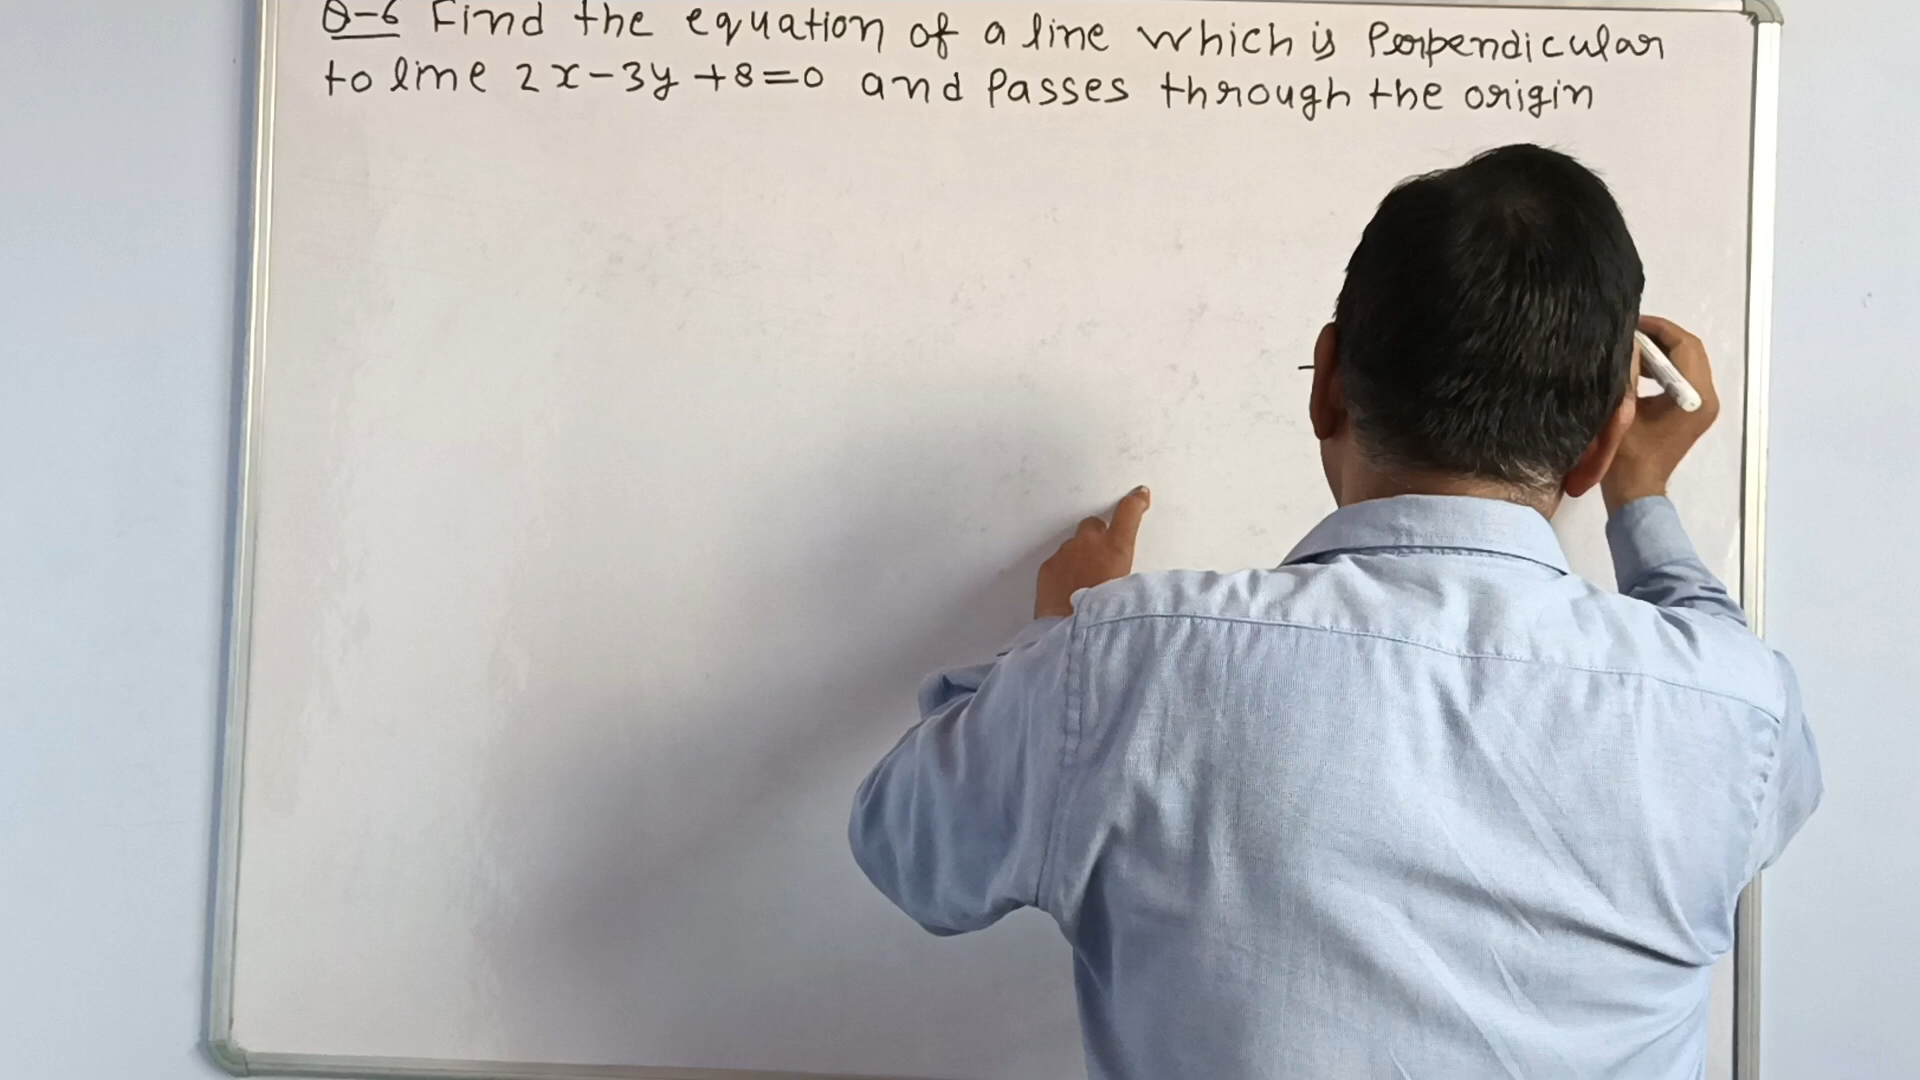 Q-6 Find the equation of a line which is Perpendicular
to line 2x-3y+8=0 and Passes through the origin